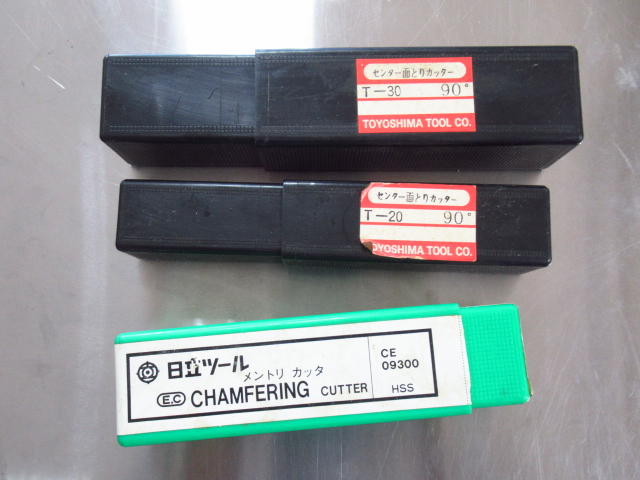 センター面とりカッター
T-30 90°
TOYOSHIMA TOOL CO.
センター面とりカッター
T-20 90°
OYOSHIMA TOOL CO.
日立ツール
メントリ カッタ
E.C CHAMFERING CUTTER
CE
09300
HSS